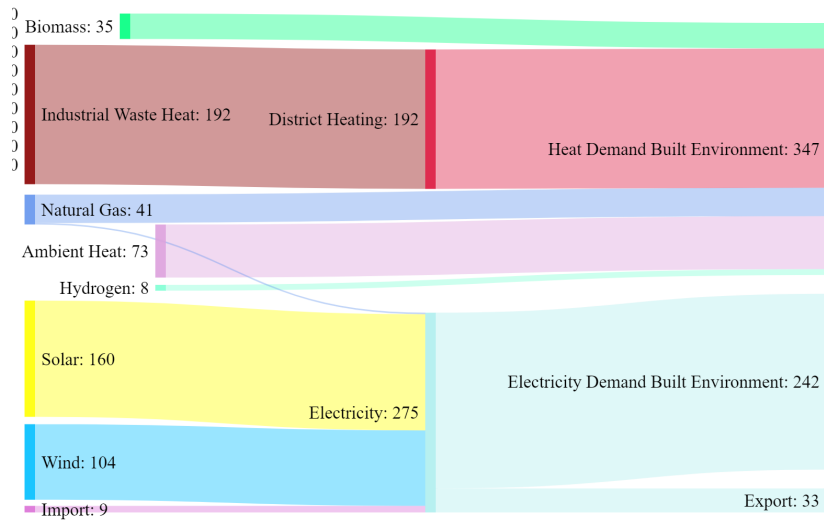 Biomass: 35
Industrial Waste Heat: 192
District Heating: 192
Heat Demand Built Environment: 347
Natural Gas: 41
Ambient Heat: 73
Hydrogen: 8
Solar: 160
Electricity Demand Built Environment: 242
Electricity: 275
Wind: 104
Export: 33
Import: 9